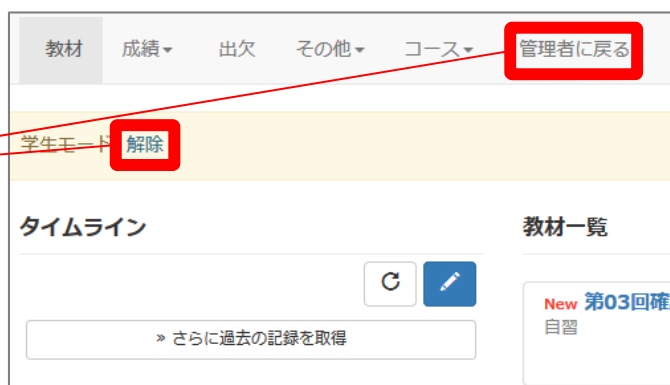 教材 成績 出欠 その他 コース 管理者に戻る
学生モード 解除
タイムライン
教材一覧
» さらに過去の記録を取得
New 第03回確
自習